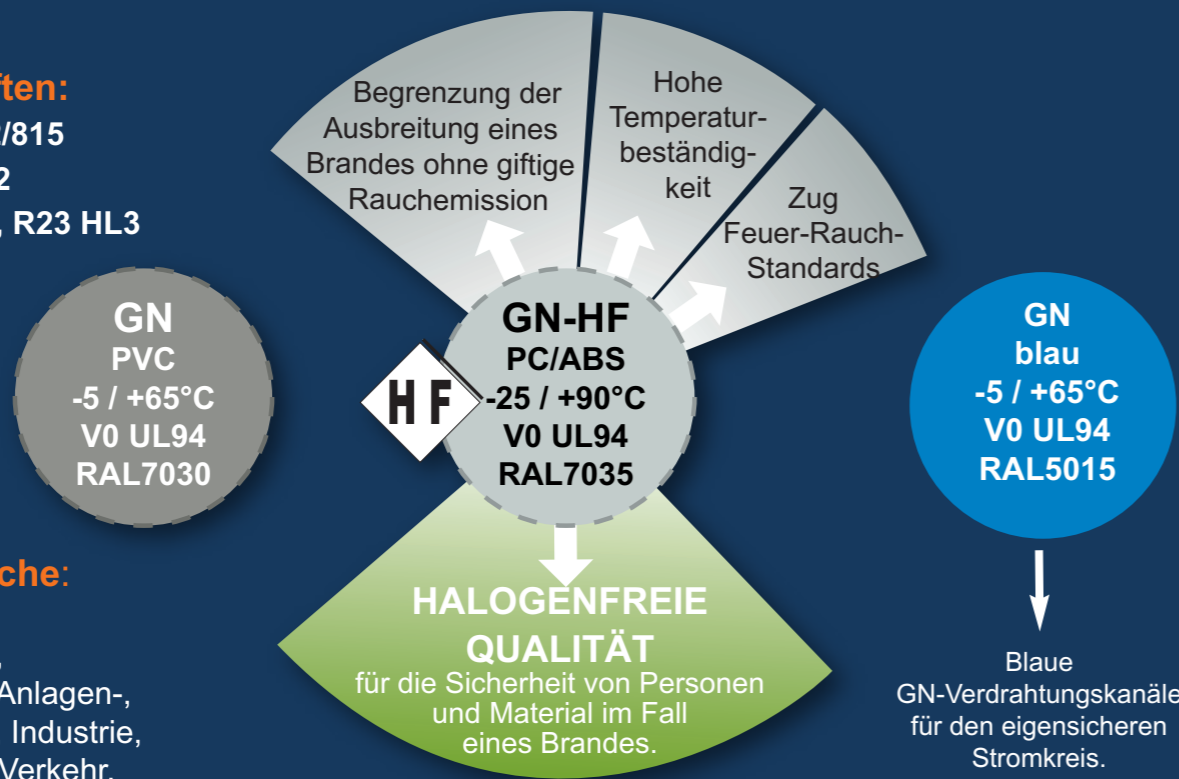 ften:
2/815
2
, R23 HL3
Begrenzung der
Ausbreitung eines
Brandes ohne giftige
Rauchemission
Hohe
Temperatur-
beständig-
keit
Zug
Feuer-Rauch-
Standards
GN
PVC
-5 / +65°C
V0 UL94
RAL7030
HF
GN-HF
PC/ABS
-25 / +90°C
V0 UL94
RAL7035
GN
blau
-5 / +65°C
V0 UL94
RAL5015
che:
,
Anlagen-,
Industrie,
Verkehr.
HALOGENFREIE
QUALITÄT
für die Sicherheit von Personen
und Material im Fall
eines Brandes.
Blaue
GN-Verdrahtungskanäle
für den eigensicheren
Stromkreis.